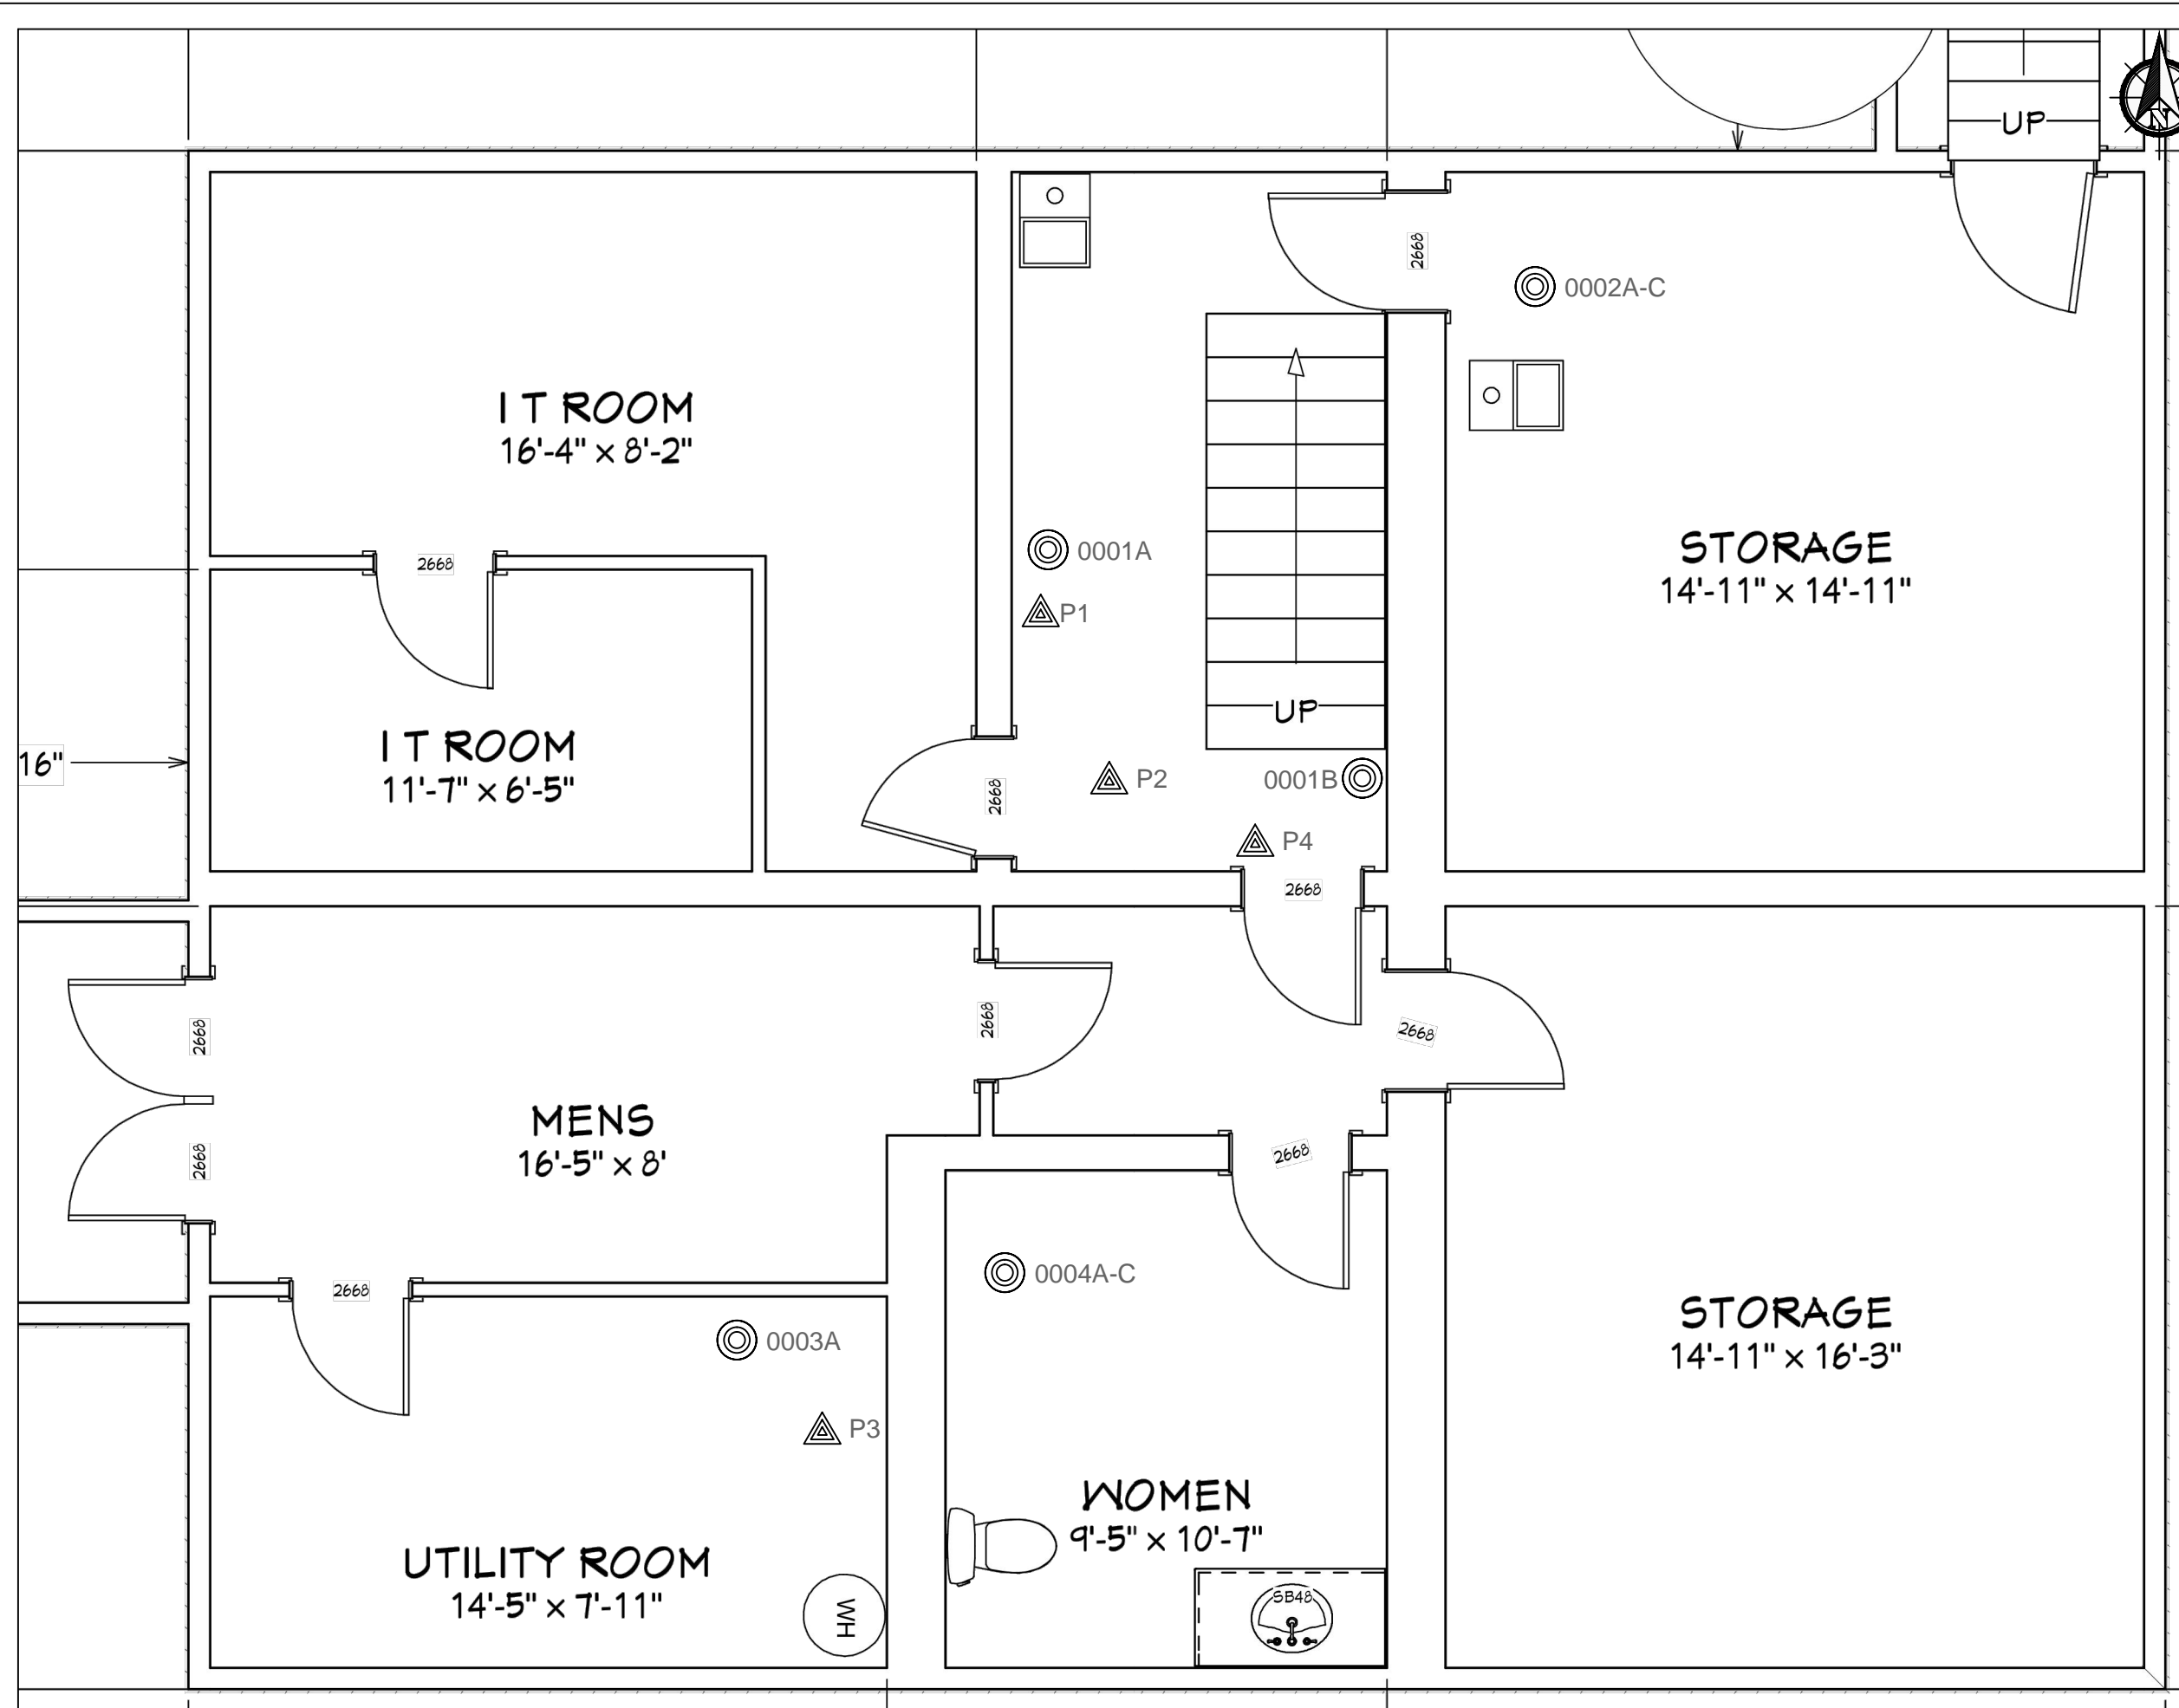 UP
N
2668
0002A-C
I T ROOM
16'-4" x 8'-2"
STORAGE
14'-11" x 14'-11"
0001A
2668
P1
UP
I T ROOM
11'-7" x 6'-5"
16"
2668
P2
0001B
P4
2668
2668
2668
2668
MENS
16'-5" x 8'
2668
2668
2668
0004A-C
STORAGE
14'-11" x 16'-3"
0003A
P3
WOMEN
9'-5" x 10'-7"
UTILITY ROOM
14'-5" x 7'-11"
WH
SB48